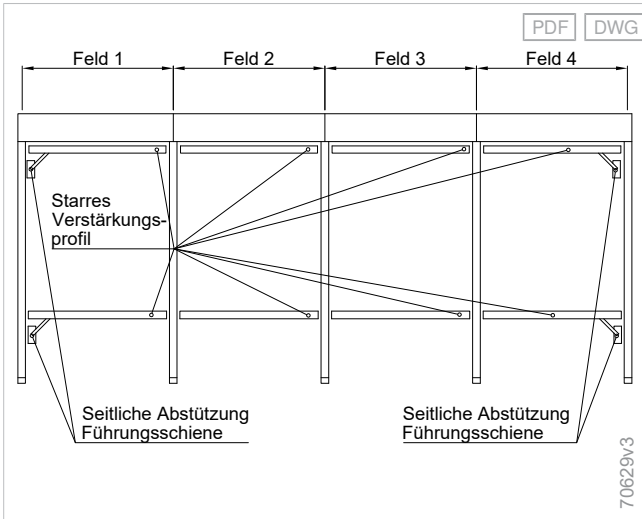 PDF DWG
Feld 1 Feld 2 Feld 3 Feld 4
Starres
Verstärkungs-
profil
Seitliche Abstützung
Führungsschiene
Seitliche Abstützung
Führungsschiene
70629v3